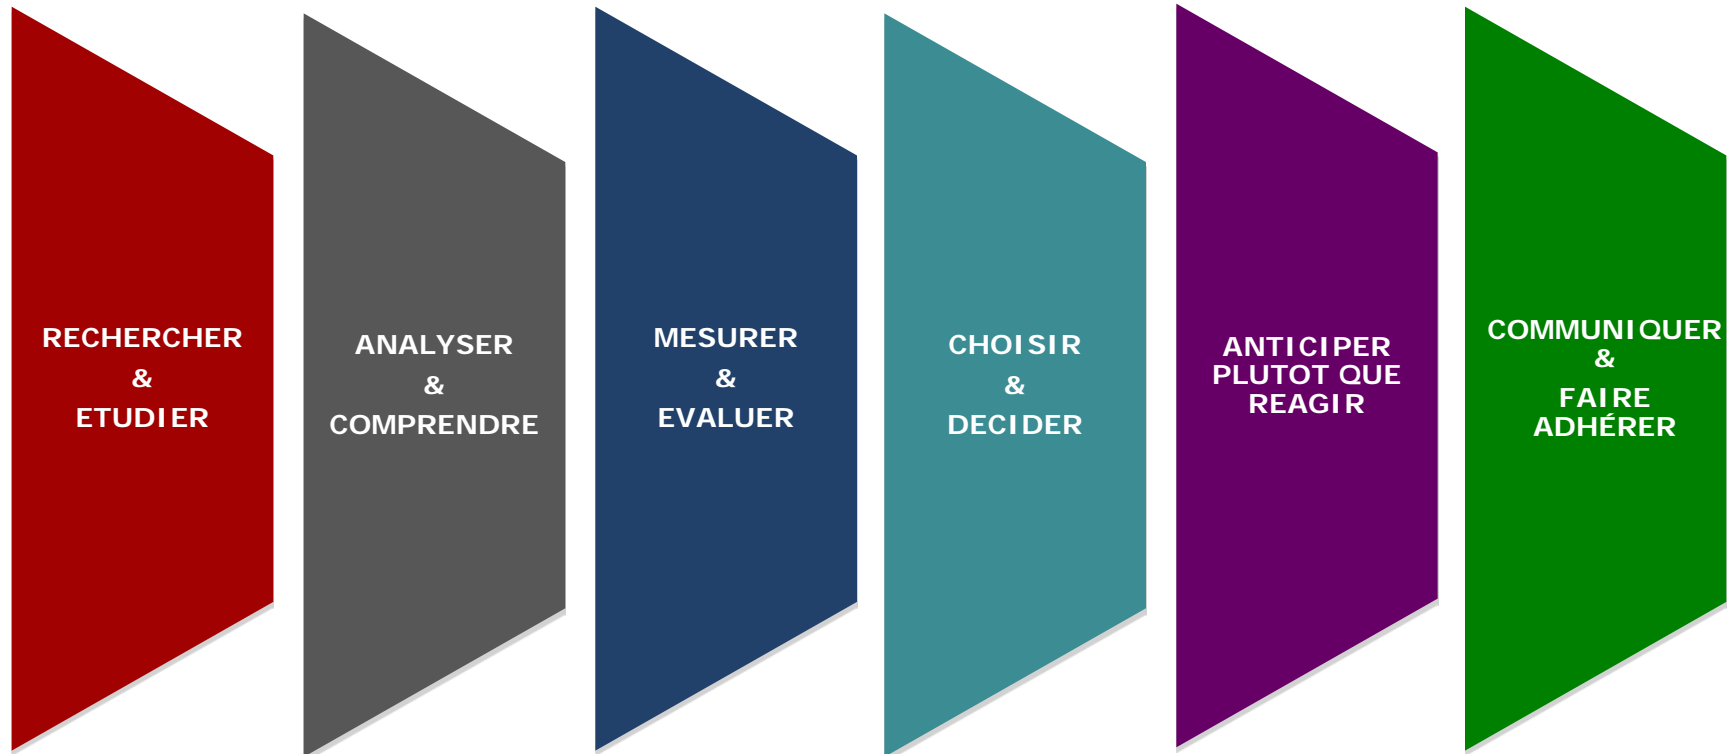 RECHERCHER
&
ETUDIER
ANALYSER
&
COMPRENDRE
MESURER
&
EVALUER
CHOISIR
&
DECIDER
ANTICIPER
PLUTOT QUE
REAGIR
COMMUNIQUER
&
FAIRE
ADHÉRER